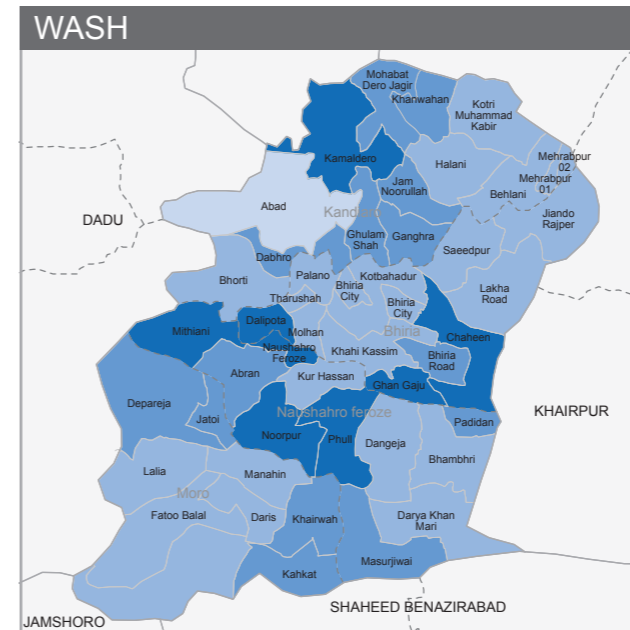 WASH
Mohabat
Dero Jagir
Khanwahan
Kotri
Muhammad
Kabir
Kamaldero
Halani
Mehrabpur
02
Mehrabpur
01
Jam
Noorullah
Behlani
Abad
Kandiaro
Jiando
Rajper
DADU
Ghulam
Shah
Ganghra
Saeedpur
Dabhro
Bhorti
Palano
Kotbahadur
Bhiria
City
Lakha
Road
Tharushah
Bhiria
City
Mithiani
Dalipota
Molhan
Bhiria
Chaheen
Naushahro
Feroze
Khahi Kassim
Bhiria
Road
Abran
Kur Hassan
Ghan Gaju
Depareja
Naushahro feroze
KHAIRPUR
Jatoi
Noorpur
Phull
Dangeja
Padidan
Bhambhri
Lalia
Manahin
Moro
Fatoo Balal
Daris
Khairwah
Darya Khan
Mari
Kahkat
Masurjiwai
SHAHEED BENAZIRABAD
JAMSHORO